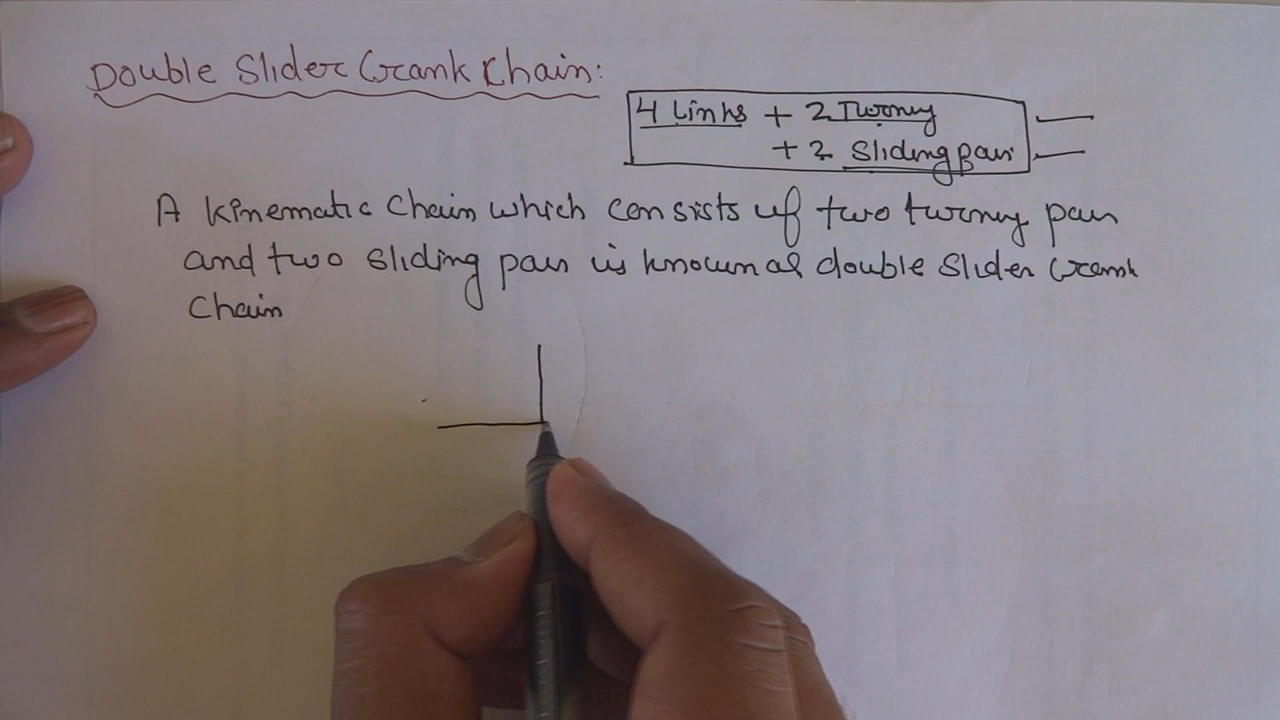 Double Slider Crank Chain:
4 Links + 2 Turning
+ 2 Sliding pair
A Kinematic Chain which consists of two turning pair
and two sliding pair is known as double slider crank
Chain